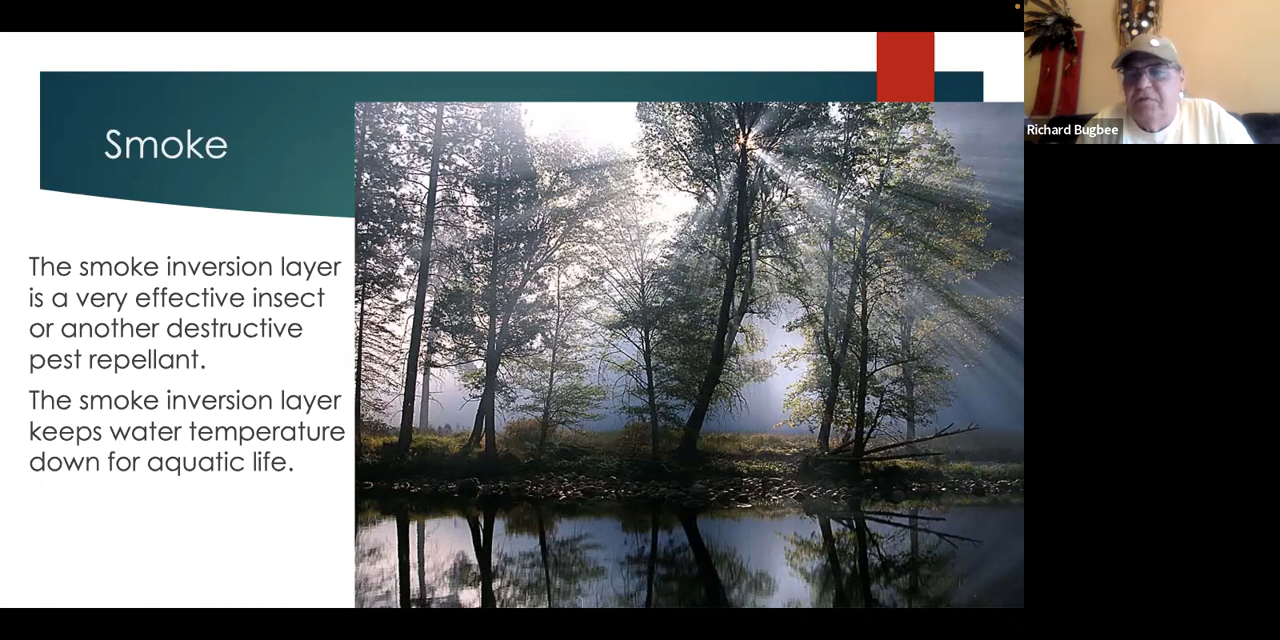 Smoke
The smoke inversion layer
is a very effective insect
or another destructive
pest repellant.
The smoke inversion layer
keeps water temperature
down for aquatic life.
Richard Bugbee